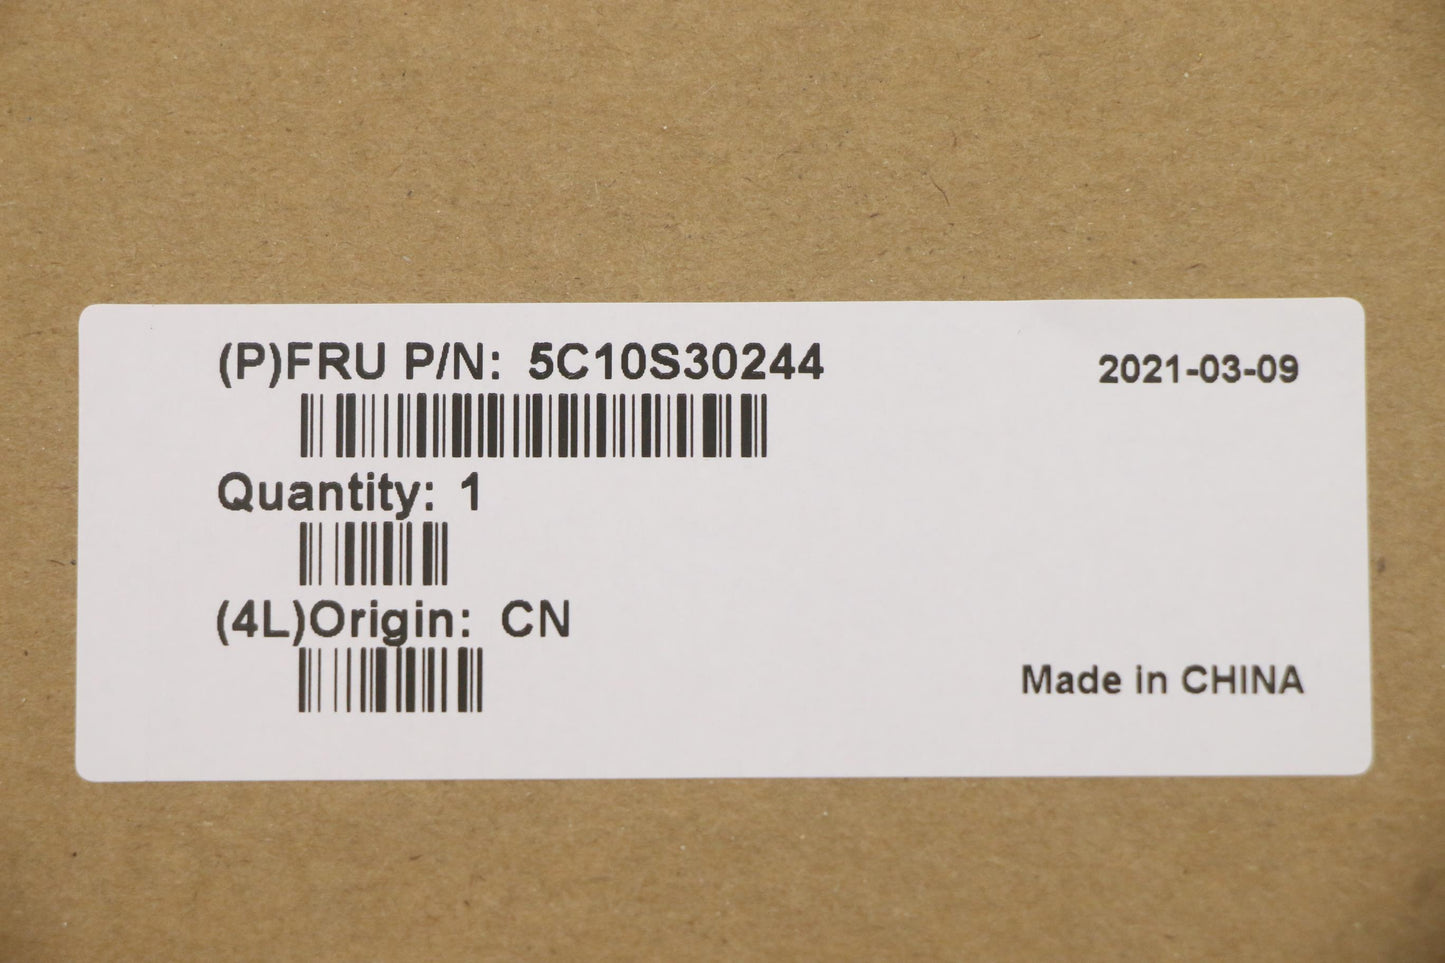 (P)FRU P/N: 5C10S30244
2021-03-09
Quantity: 1
(4L)Origin: CN
Made in CHINA